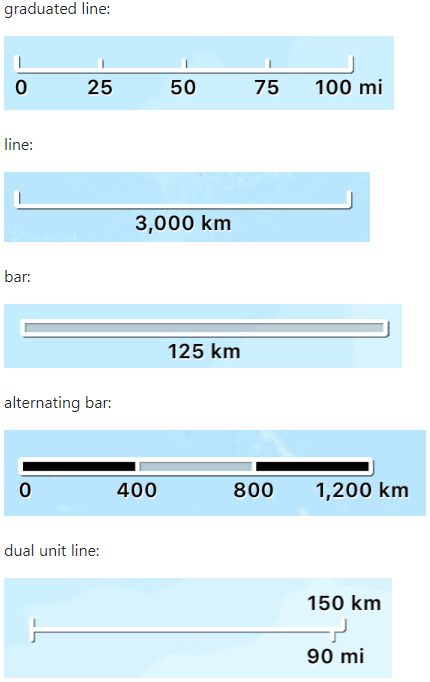 graduated line:
0 25 50 75 100 mi
line:
3,000 km
bar:
125 km
alternating bar:
0 400 800 1,200 km
dual unit line:
150 km
90 mi